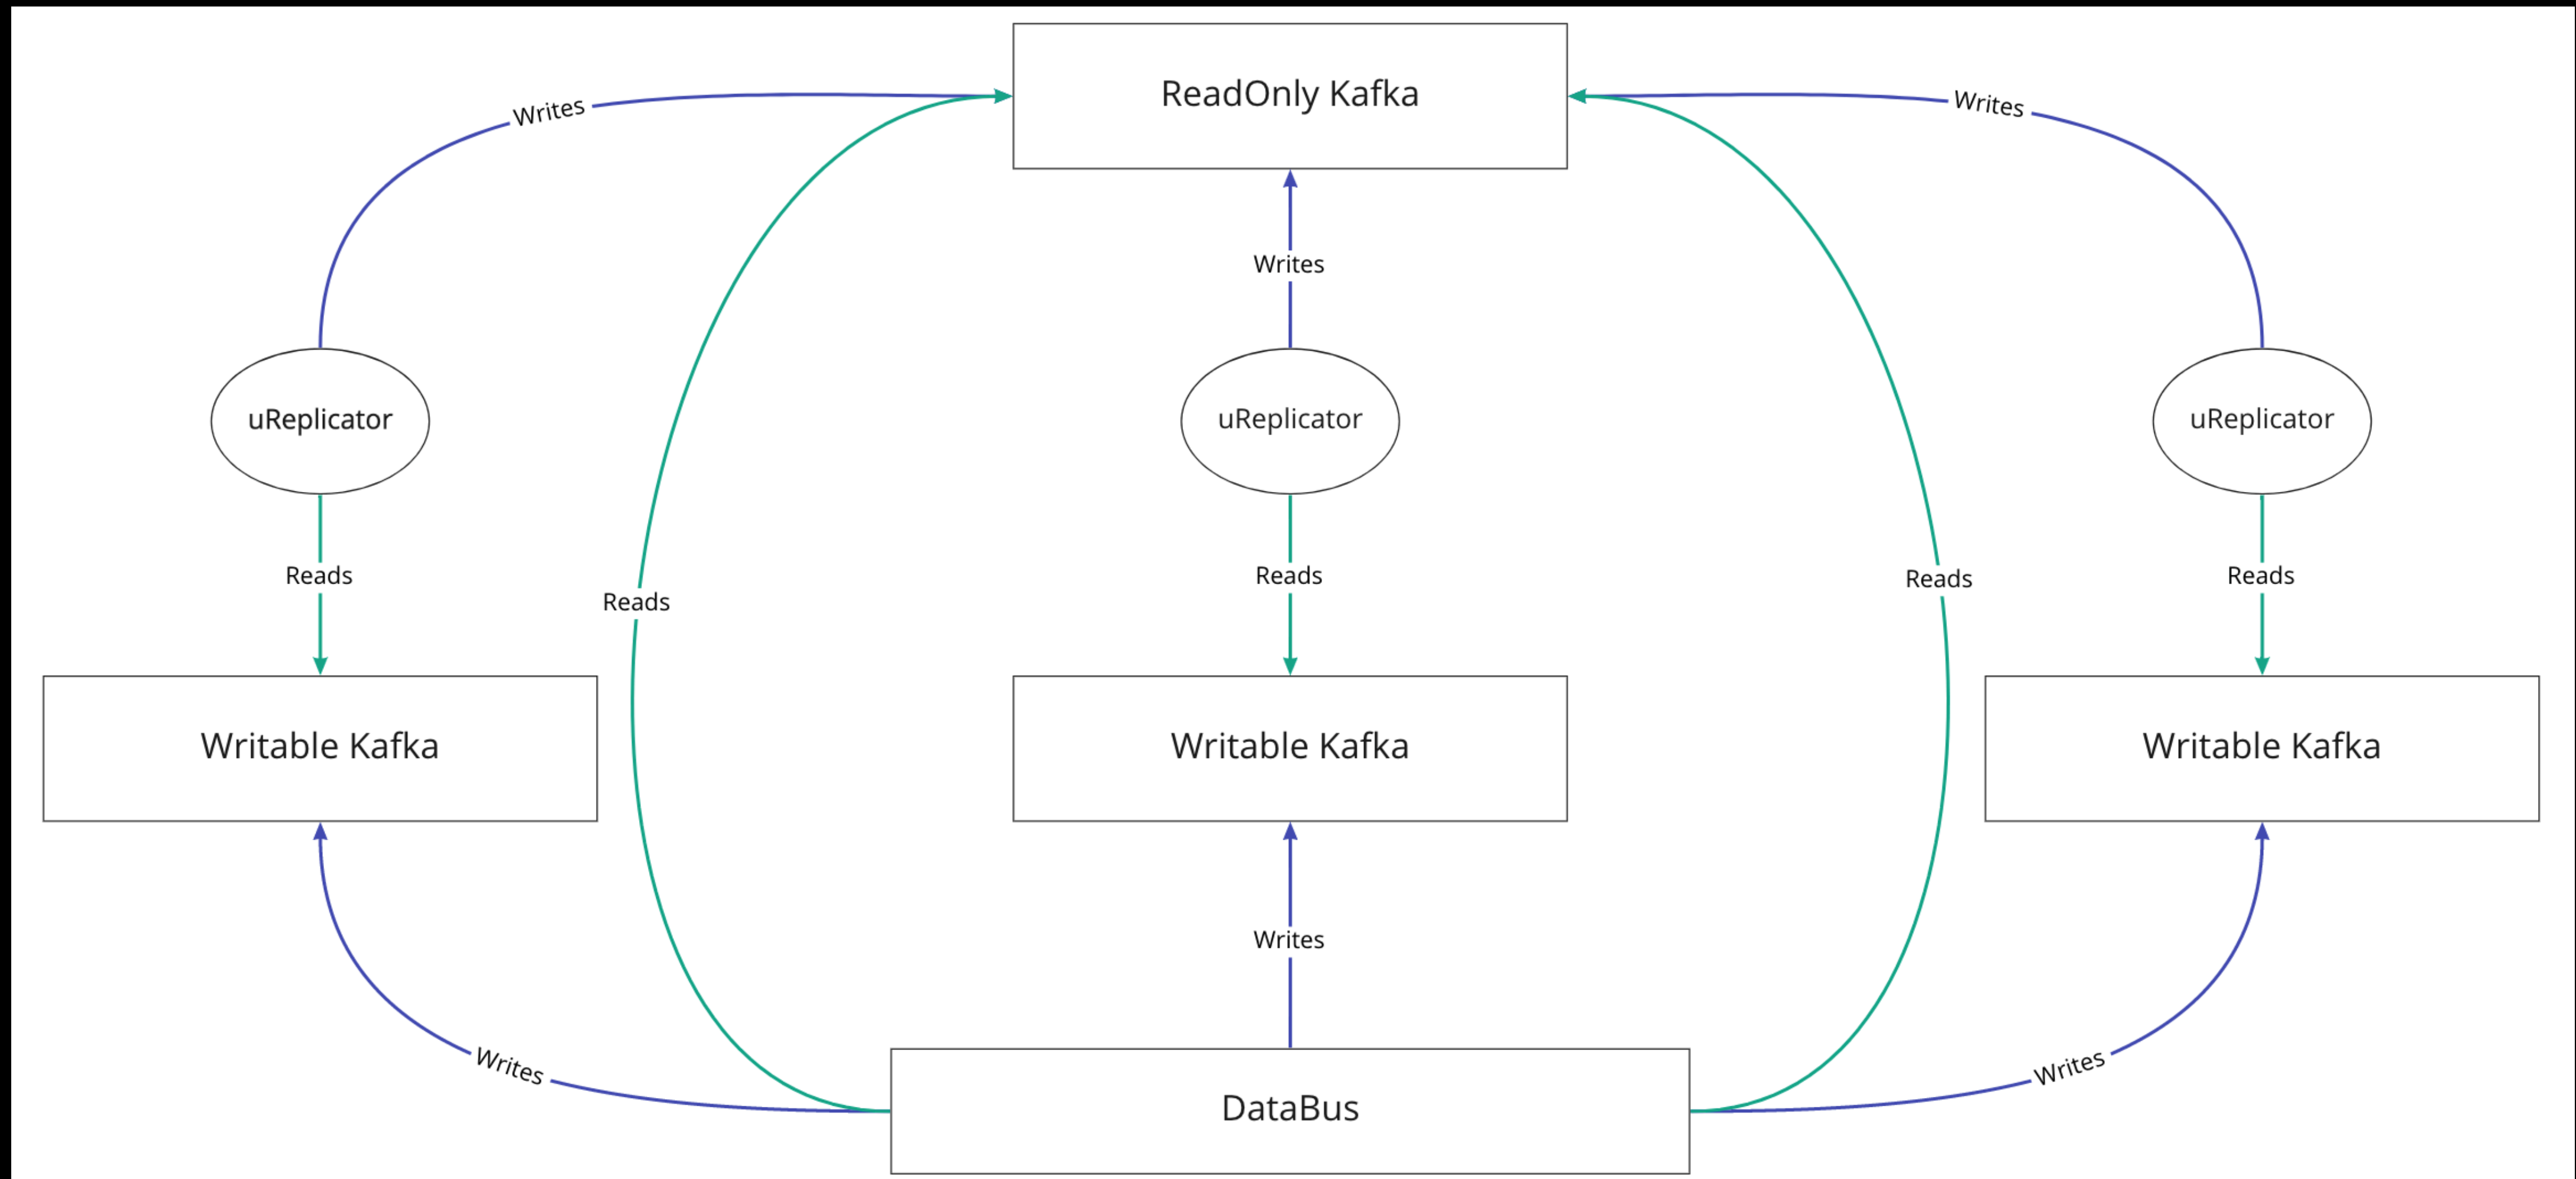 ReadOnly Kafka
Writes
Writes
Writes
uReplicator
uReplicator
uReplicator
Reads
Reads
Reads
Reads
Reads
Writable Kafka
Writable Kafka
Writable Kafka
Writes
Writes
Writes
DataBus